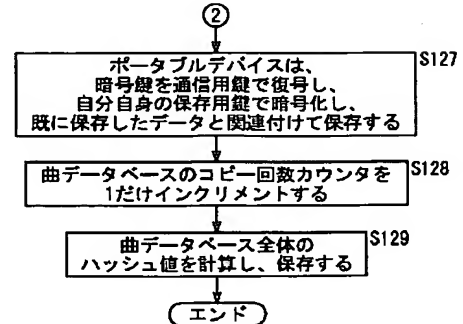 ②
ポータブルデバイスは、
暗号鍵を通信用鍵で復号し、
自分自身の保存用鍵で暗号化し、
既に保存したデータと関連付けて保存する
S127
曲データベースのコピー回数カウンタを
1だけインクリメントする
S128
曲データベース全体の
ハッシュ値を計算し、保存する
S129
エンド